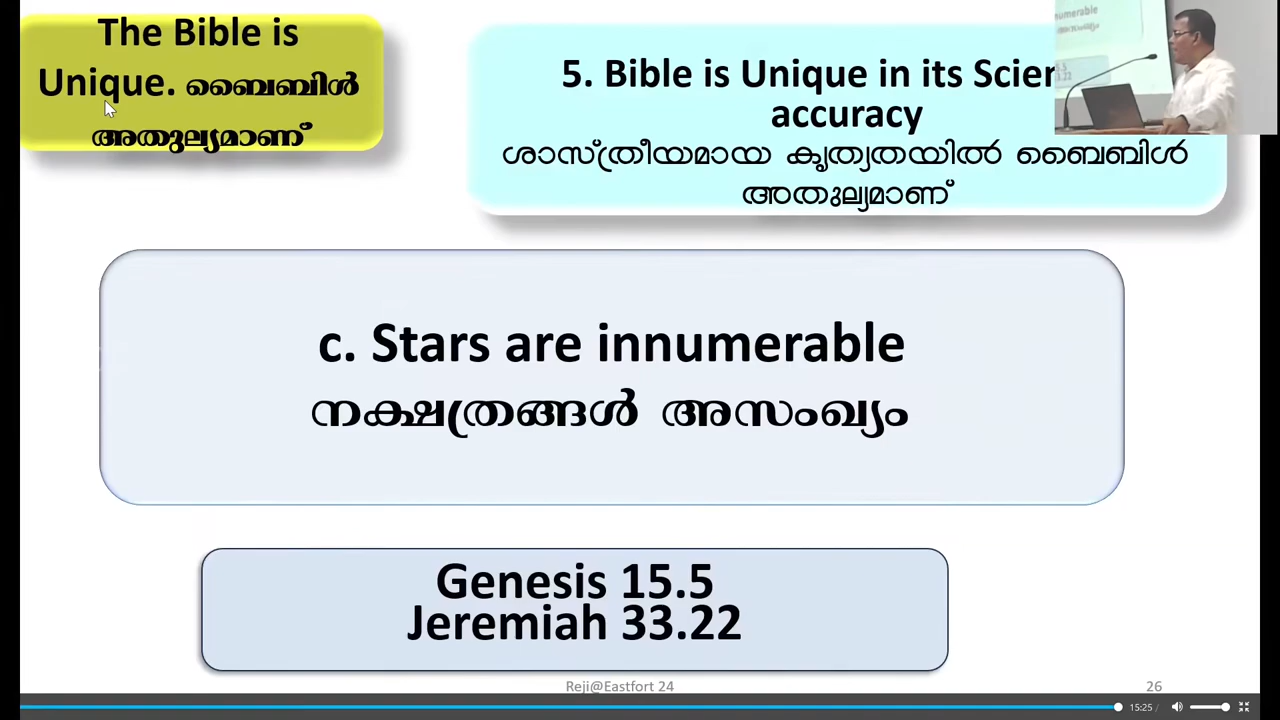 The Bible is
Unique. ബൈബിൾ
അതുല്യമാണ്
5. Bible is Unique in its
accuracy
ശാസ്ത്രീയമായ കൃത്യതയിൽ ബൈബിൾ
അതുല്യമാണ്
c. Stars are innumerable
നക്ഷത്രങ്ങൾ അസംഖ്യം
Genesis 15.5
Jeremiah 33.22
Reji@Eastfort 24
26
15:25 /